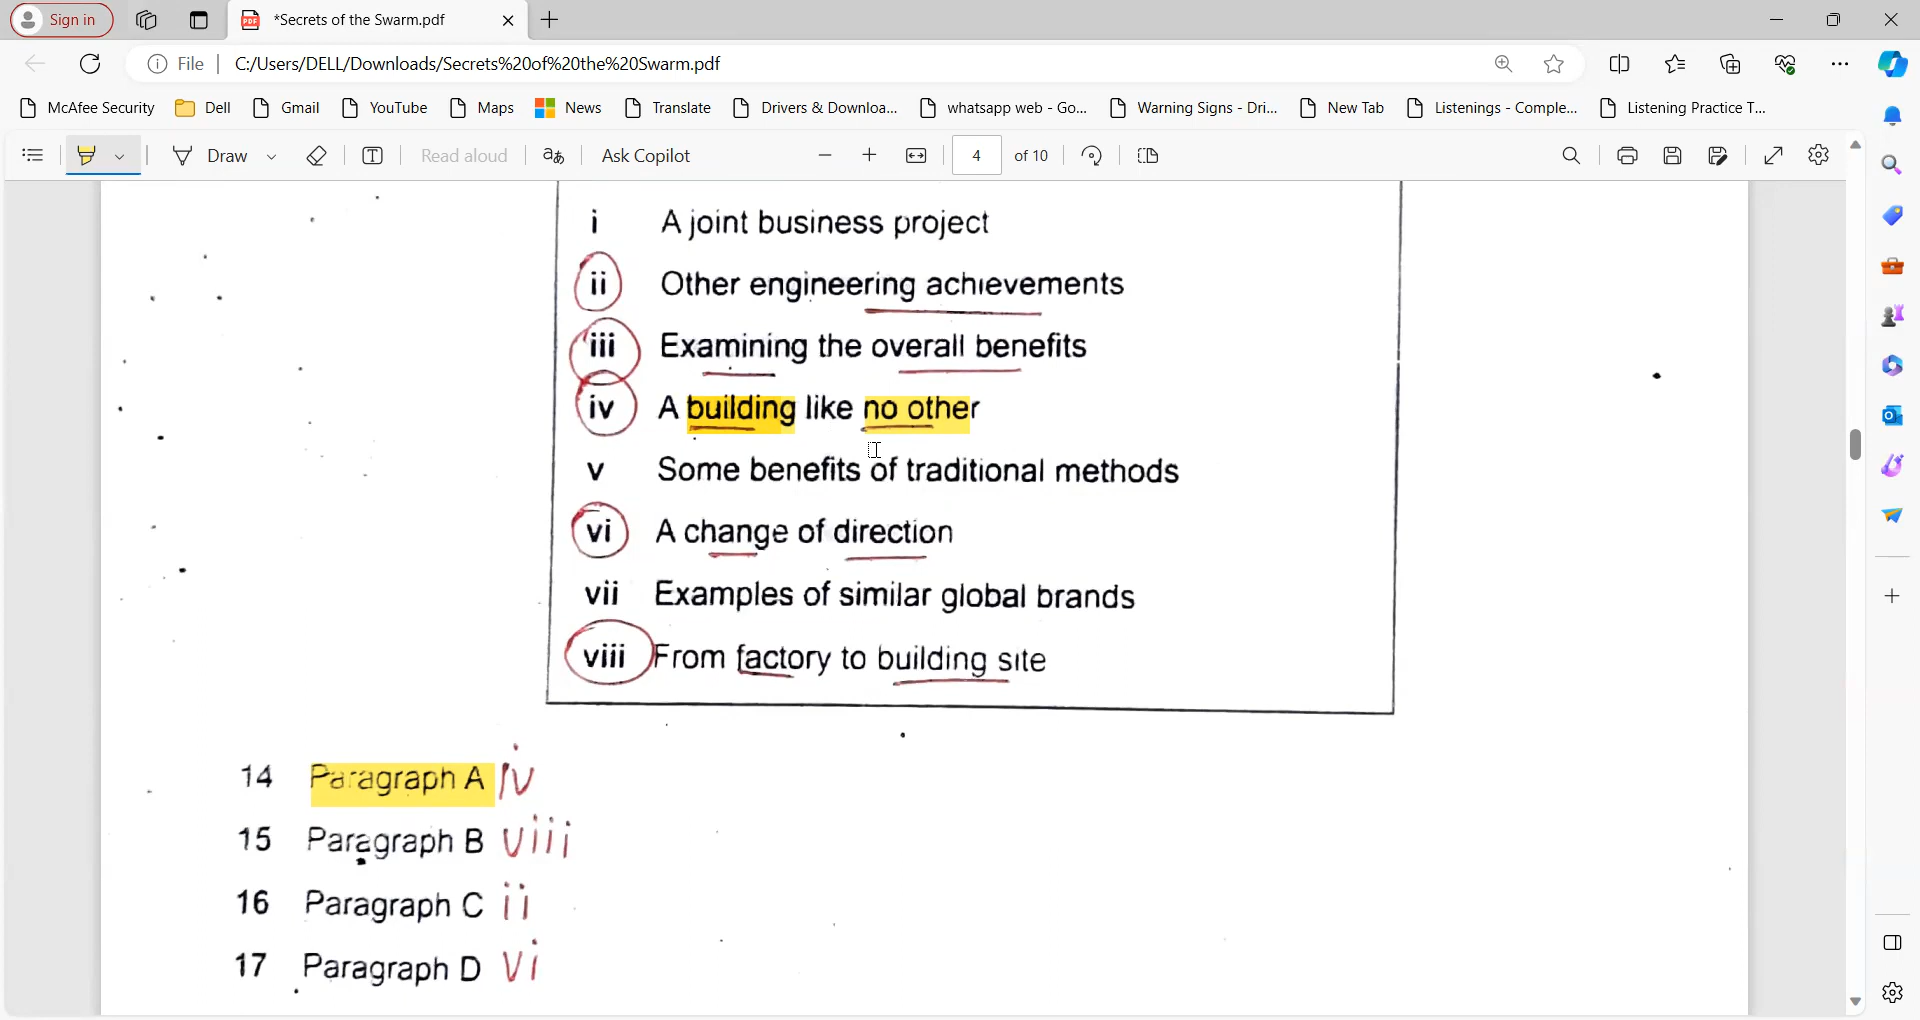 Sign in
*Secrets of the Swarm.pdf
File
C:/Users/DELL/Downloads/Secrets%20of%20the%20Swarm.pdf
McAfee Security
Dell
Gmail
YouTube
Maps
News
Translate
Drivers & Downloa...
whatsapp web - Go...
Warning Signs - Dri...
New Tab
Listenings - Comple...
Listening Practice T...
Draw
Read aloud
aあ
Ask Copilot
4 of 10
i A joint business project
ii Other engineering achievements
iii Examining the overall benefits
iv A building like no other
v Some benefits of traditional methods
vi A change of direction
vii Examples of similar global brands
viii From factory to building site
14 Paragraph A iv
15 Paragraph B viii
16 Paragraph C ii
17 Paragraph D vi